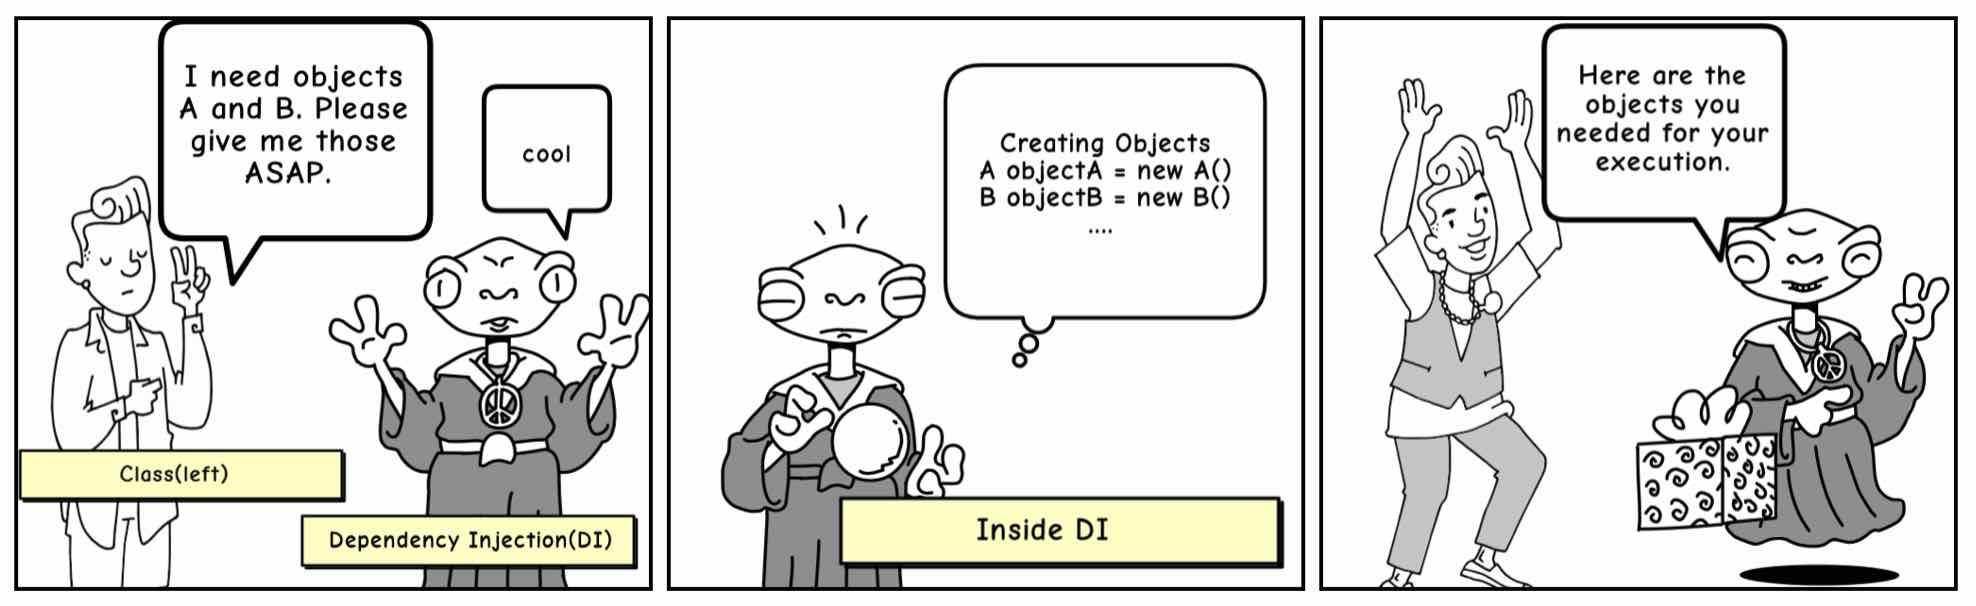 I need objects
A and B. Please
give me those
ASAP.
cool
Class(left)
Dependency Injection(DI)
Creating Objects
A objectA = new A()
B objectB = new B()
....
Inside DI
Here are the
objects you
needed for your
execution.